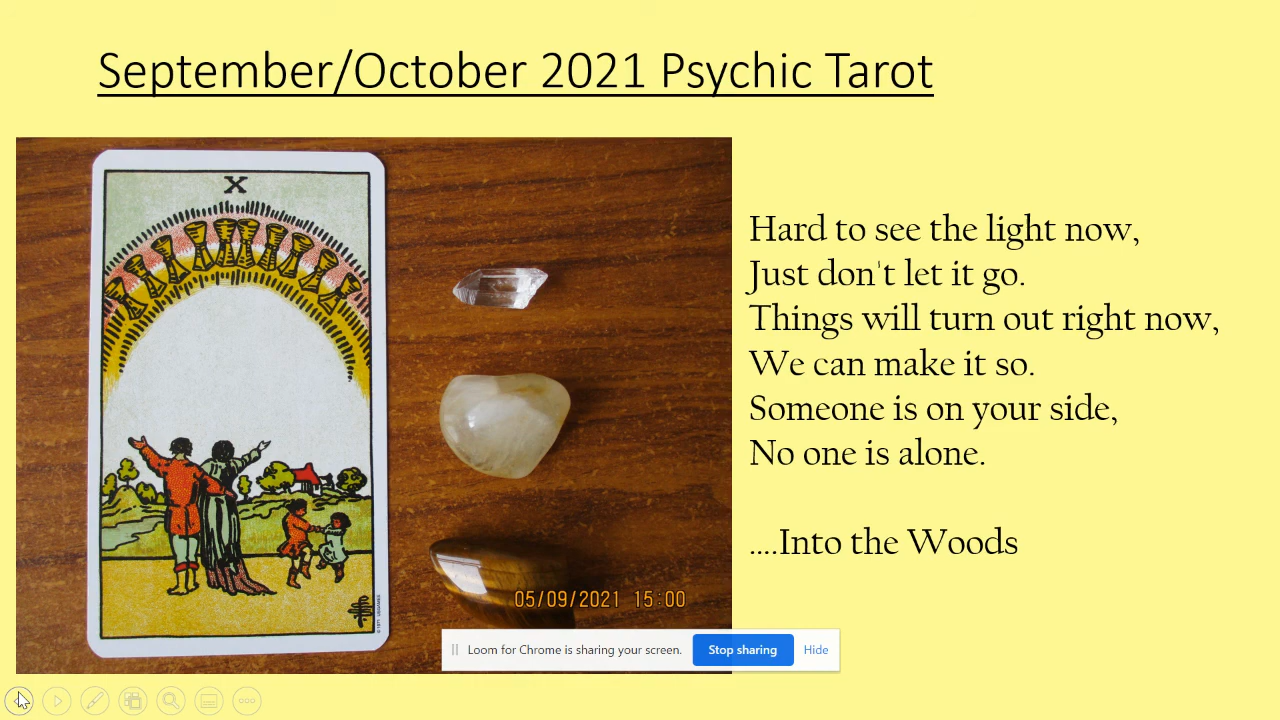 September/October 2021 Psychic Tarot
X
Hard to see the light now,
Just don't let it go.
Things will turn out right now,
We can make it so.
Someone is on your side,
No one is alone.
....Into the Woods
05/09/2021 15:00
Loom for Chrome is sharing your screen.
Stop sharing
Hide